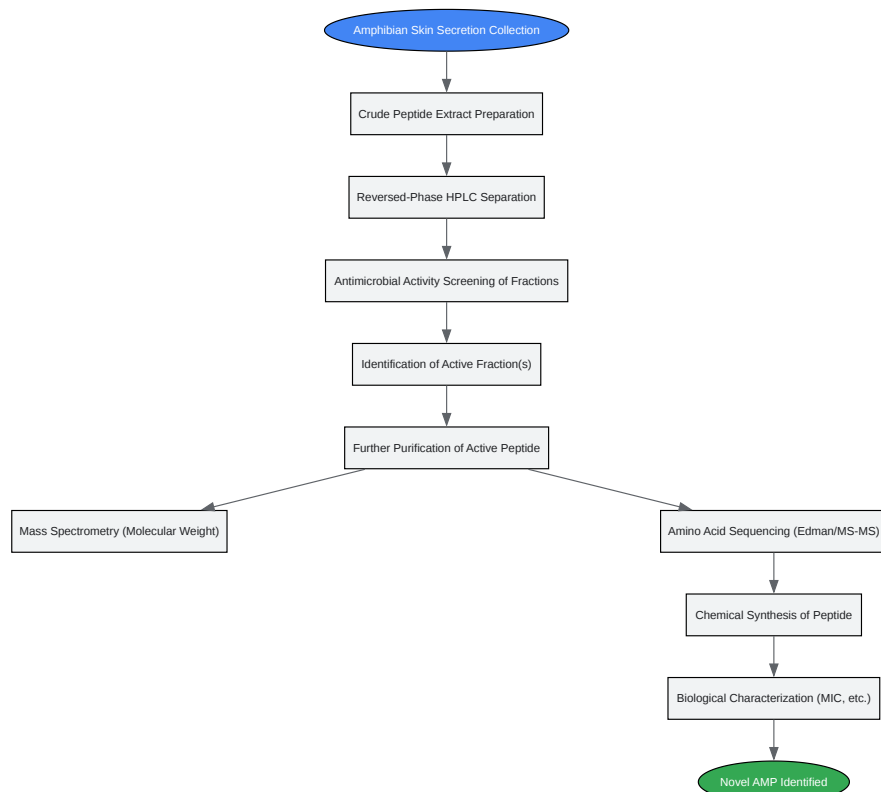 Amphibian Skin Secretion Collection
Crude Peptide Extract Preparation
Reversed-Phase HPLC Separation
Antimicrobial Activity Screening of Fractions
Identification of Active Fraction(s)
Further Purification of Active Peptide
Mass Spectrometry (Molecular Weight)
Amino Acid Sequencing (Edman/MS-MS)
Chemical Synthesis of Peptide
Biological Characterization (MIC, etc.)
Novel AMP Identified